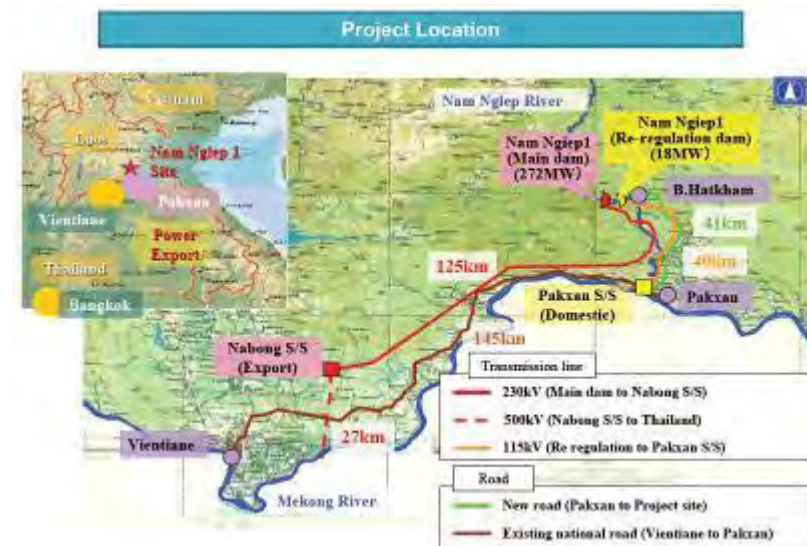 Project Location
Vietnam
Laos
Nam Ngiep 1
Site
Pakxan
Vientiane
Power
Export
Thailand
Bangkok
Nam Ngiep River
Nam Ngiep1
(Main dam)
(272MW)
Nam Ngiep1
(Re-regulation dam)
(18MW)
B.Hatkham
41km
40km
125km
Pakxan S/S
(Domestic)
Pakxan
145km
Nabong S/S
(Export)
27km
Vientiane
Mekong River
Transmission line
230kV (Main dam to Nabong S/S)
500kV (Nabong S/S to Thailand)
115kV (Re regulation to Pakxan S/S)
Road
New road (Pakxan to Project site)
Existing national road (Vientiane to Pakxan)